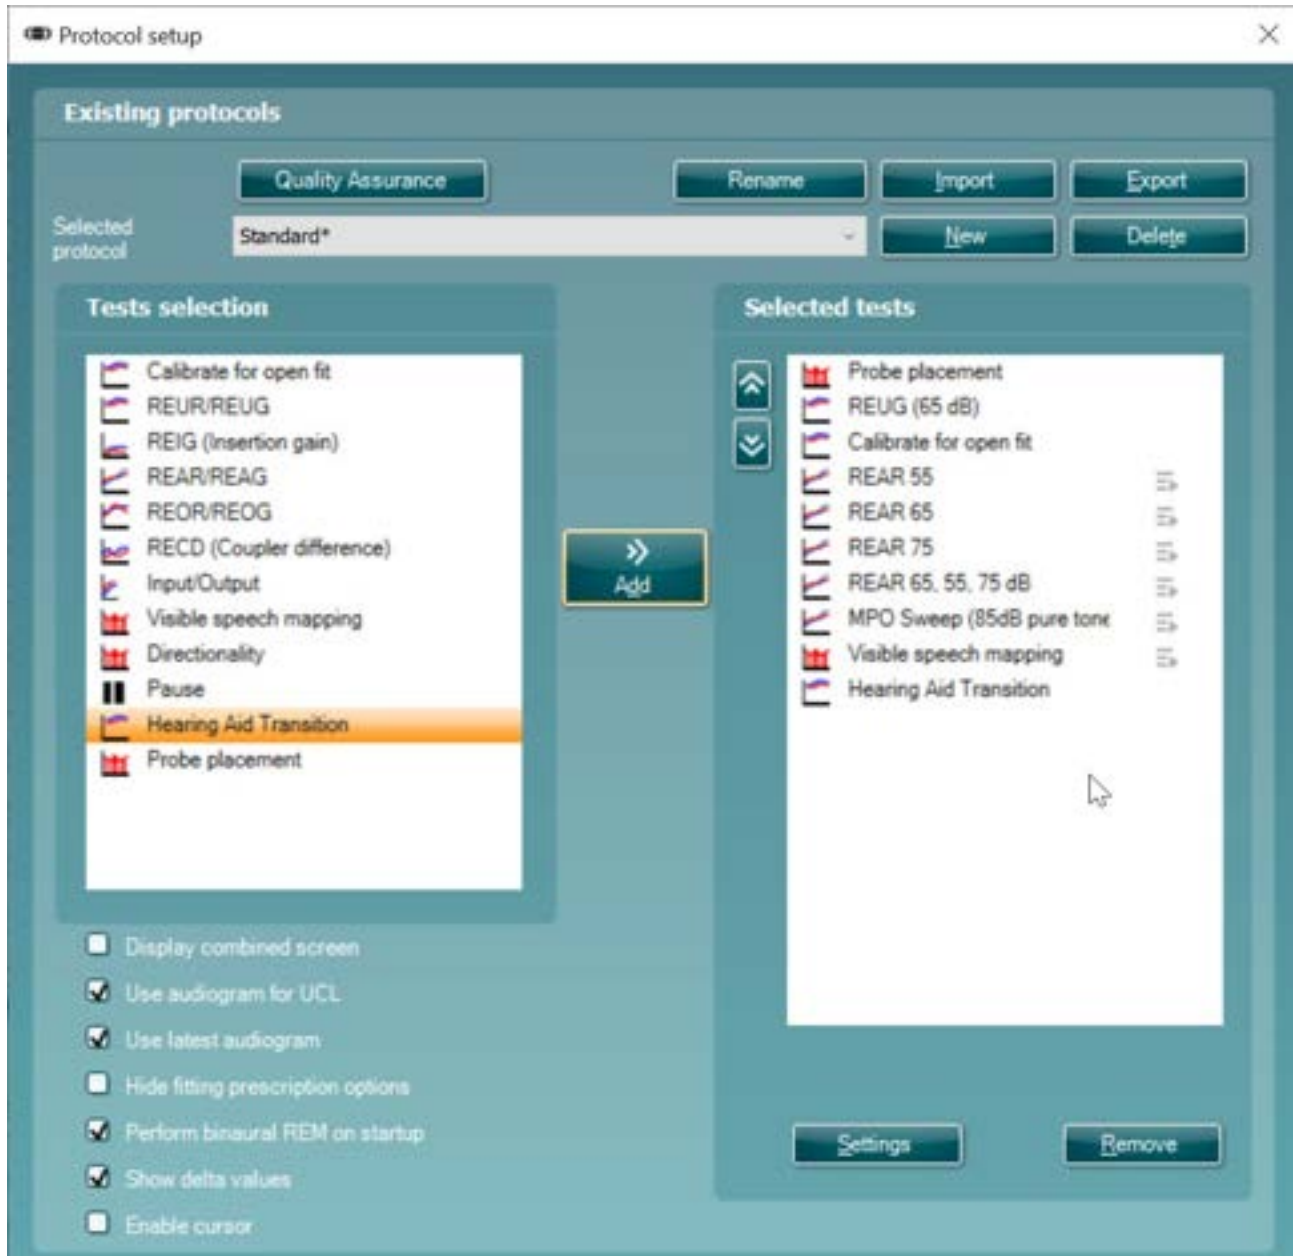 Protocol setup
Existing protocols
Quality Assurance
Rename
Import
Export
Selected protocol
Standard*
New
Delete
Tests selection
Calibrate for open fit
REUR/REUG
REIG (Insertion gain)
REAR/REAG
REOR/REOG
RECD (Coupler difference)
Input/Output
Visible speech mapping
Directionality
Pause
Hearing Aid Transition
Probe placement
Add
Selected tests
Probe placement
REUG (65 dB)
Calibrate for open fit
REAR 55
REAR 65
REAR 75
REAR 65, 55, 75 dB
MPO Sweep (85dB pure tone
Visible speech mapping
Hearing Aid Transition
Display combined screen
Use audiogram for UCL
Use latest audiogram
Hide fitting prescription options
Perform binaural REM on startup
Show delta values
Enable cursor
Settings
Remove